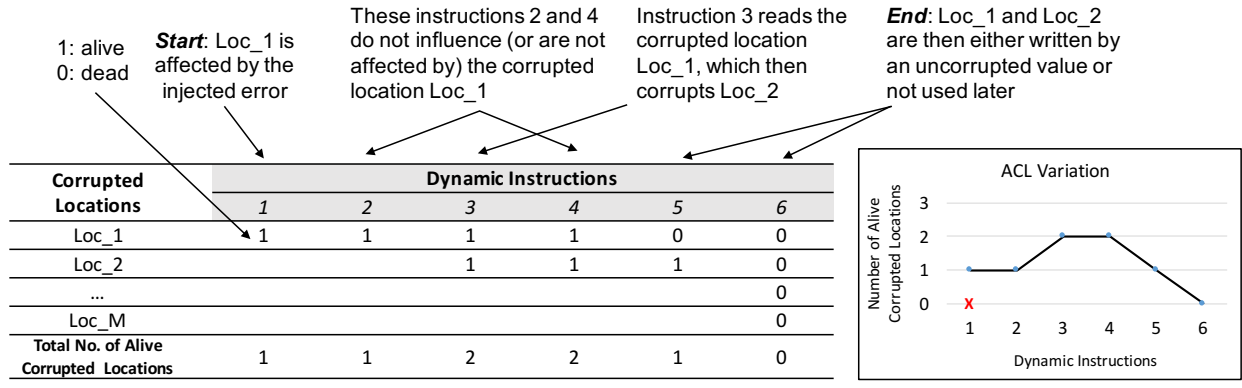 1: alive
0: dead
Start: Loc_1 is
affected by the
injected error
These instructions 2 and 4
do not influence (or are not
affected by) the corrupted
location Loc_1
Instruction 3 reads the
corrupted location
Loc_1, which then
corrupts Loc_2
End: Loc_1 and Loc_2
are then either written by
an uncorrupted value or
not used later
Corrupted
Locations
Dynamic Instructions
1 2 3 4 5 6
Loc_1 1 1 1 1 0 0
Loc_2 1 1 1 0
... 0
Loc_M 0
Total No. of Alive
Corrupted Locations
1 1 2 2 1 0
ACL Variation
Number of Alive
Corrupted Locations
3
2
1
0
X
1 2 3 4 5 6
Dynamic Instructions